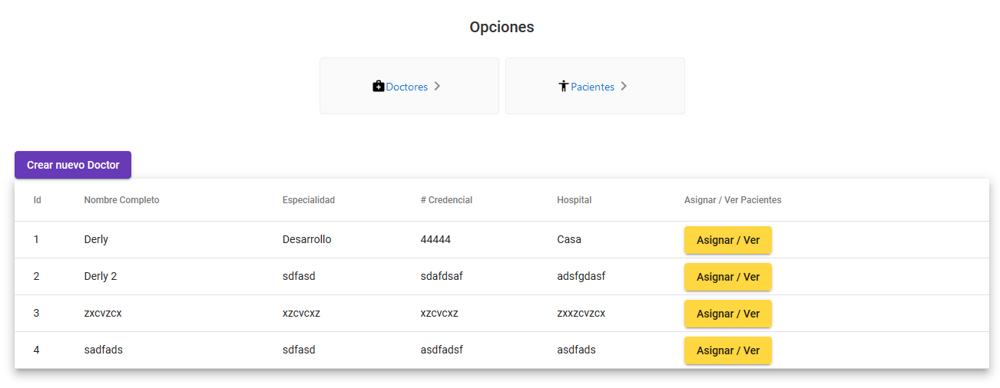 Opciones
Doctores
Pacientes
Crear nuevo Doctor
Id Nombre Completo Especialidad # Credencial Hospital Asignar / Ver Pacientes
1 Derly Desarrollo 44444 Casa Asignar / Ver
2 Derly 2 sdfasd sdafdsaf adsfgdasf Asignar / Ver
3 zxcvzcx xzcvcxz xzcvcxz zxxzcvzcx Asignar / Ver
4 sadfads sdfasd asdfadsf asdfads Asignar / Ver